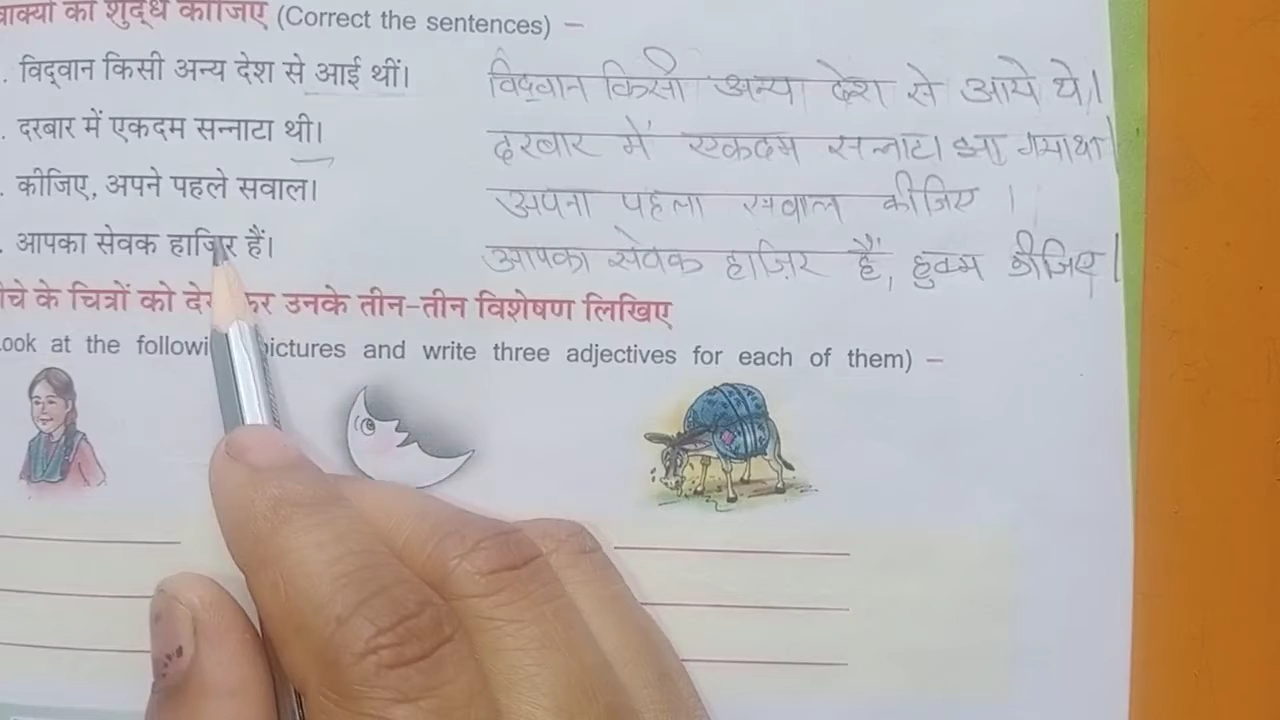 वाक्यों को शुद्ध कीजिए (Correct the sentences) –
. विद्वान किसी अन्य देश से आई थीं। विद्वान किसी अन्य देश से आये थे।
. दरबार में एकदम सन्नाटा थी। दरबार में एकदम सन्नाटा छा गया था
. कीजिए, अपने पहले सवाल। अपना पहला सवाल कीजिए ।
. आपका सेवक हाज़िर हैं। आपका सेवक हाज़िर है, हुक्म कीजिए।
चे के चित्रों को देखकर उनके तीन-तीन विशेषण लिखिए
ook at the following pictures and write three adjectives for each of them) –